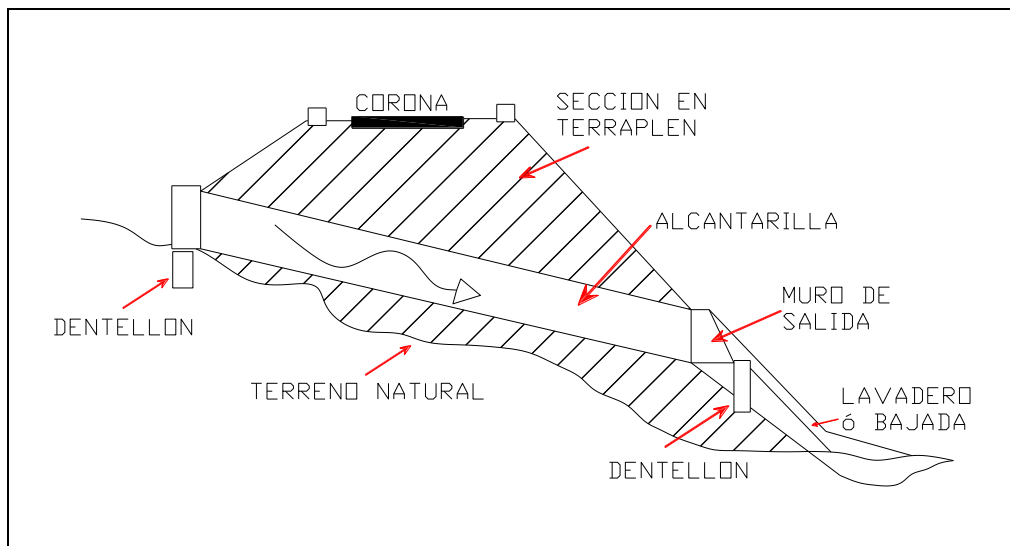 CORONA
SECCION EN
TERRAPLEN
ALCANTARILLA
MURO DE
SALIDA
DENTELLON
TERRENO NATURAL
LAVADERO
ó BAJADA
DENTELLON